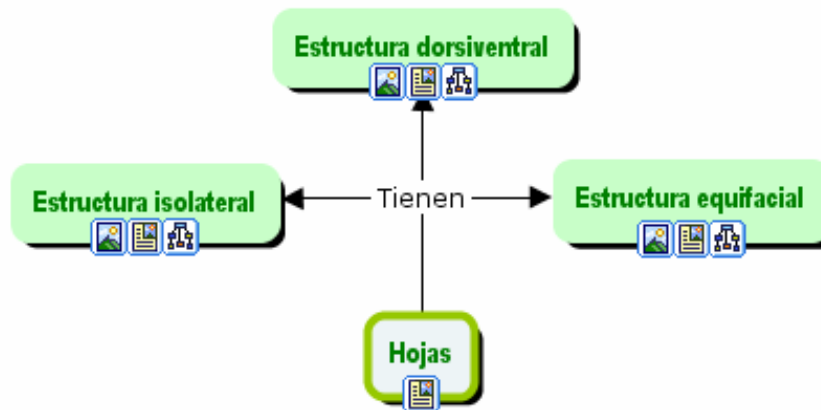 Estructura dorsiventral
Estructura isolateral
Tienen
Estructura equifacial
Hojas